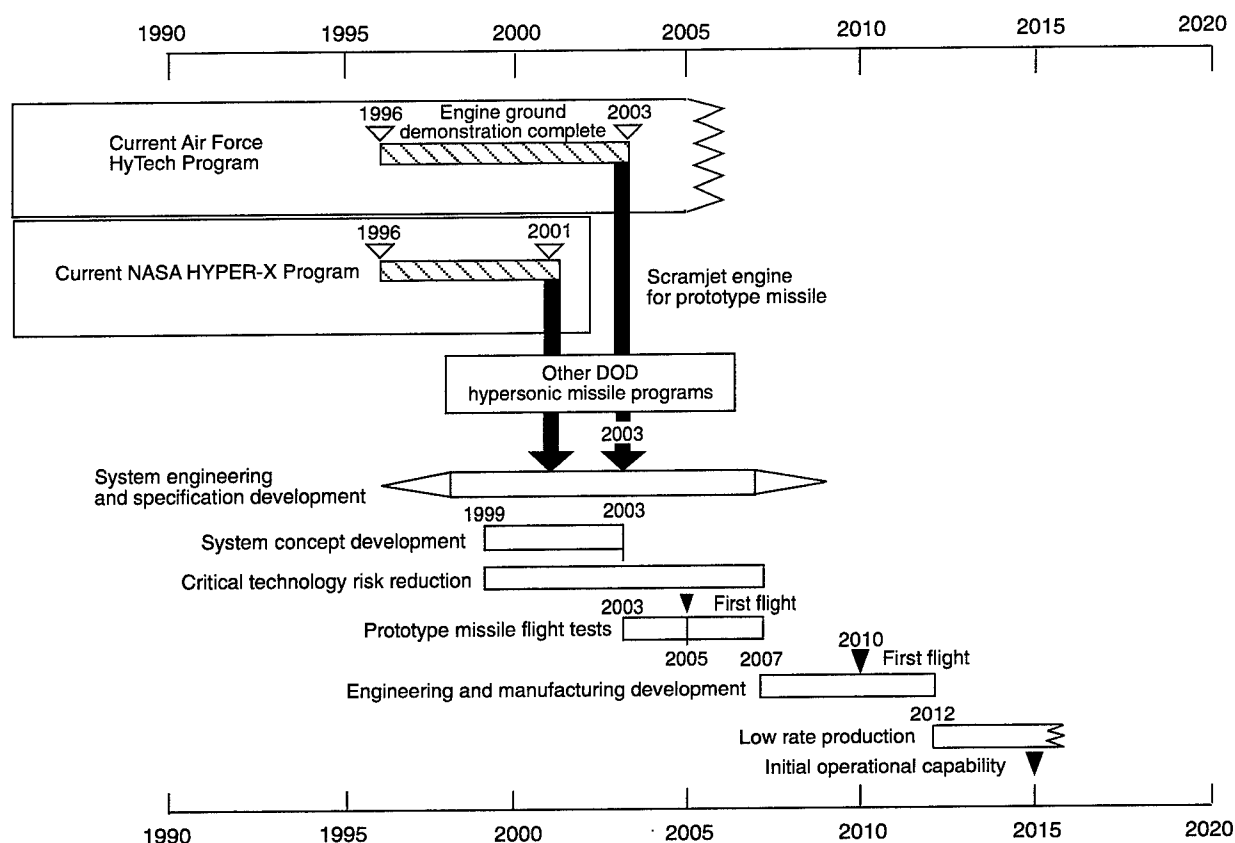 1990 1995 2000 2005 2010 2015 2020
1996 Engine ground 2003
demonstration complete
Current Air Force
HyTech Program
1996 2001
Current NASA HYPER-X Program
Scramjet engine
for prototype missile
Other DOD
hypersonic missile programs
2003
System engineering
and specification development
1999 2003
System concept development
Critical technology risk reduction
2003 First flight
Prototype missile flight tests
2005 2007 2010
First flight
Engineering and manufacturing development
2012
Low rate production
Initial operational capability
1990 1995 2000 2005 2010 2015 2020